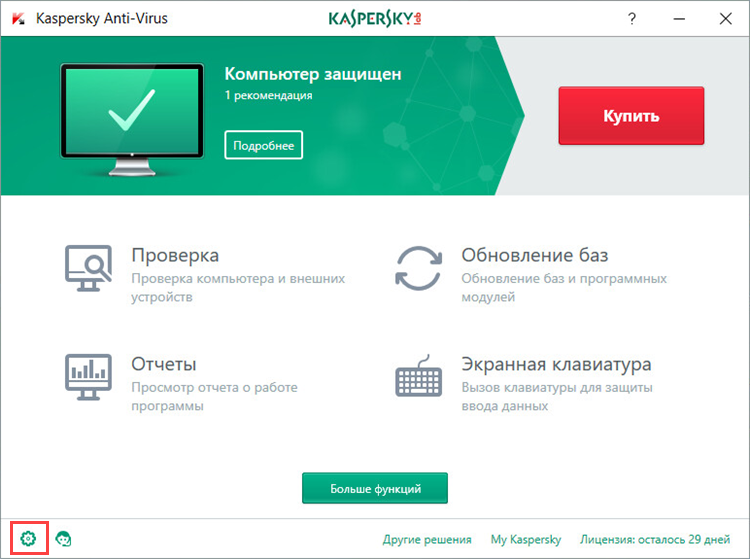 Kaspersky Anti-Virus
KASPERSKY lab
?
Компьютер защищен
1 рекомендация
Подробнее
Купить
Проверка
Проверка компьютера и внешних
устройств
Обновление баз
Обновление баз и программных
модулей
Отчеты
Просмотр отчета о работе
программы
Экранная клавиатура
Вызов клавиатуры для защиты
ввода данных
Больше функций
Другие решения
My Kaspersky
Лицензия: осталось 29 дней